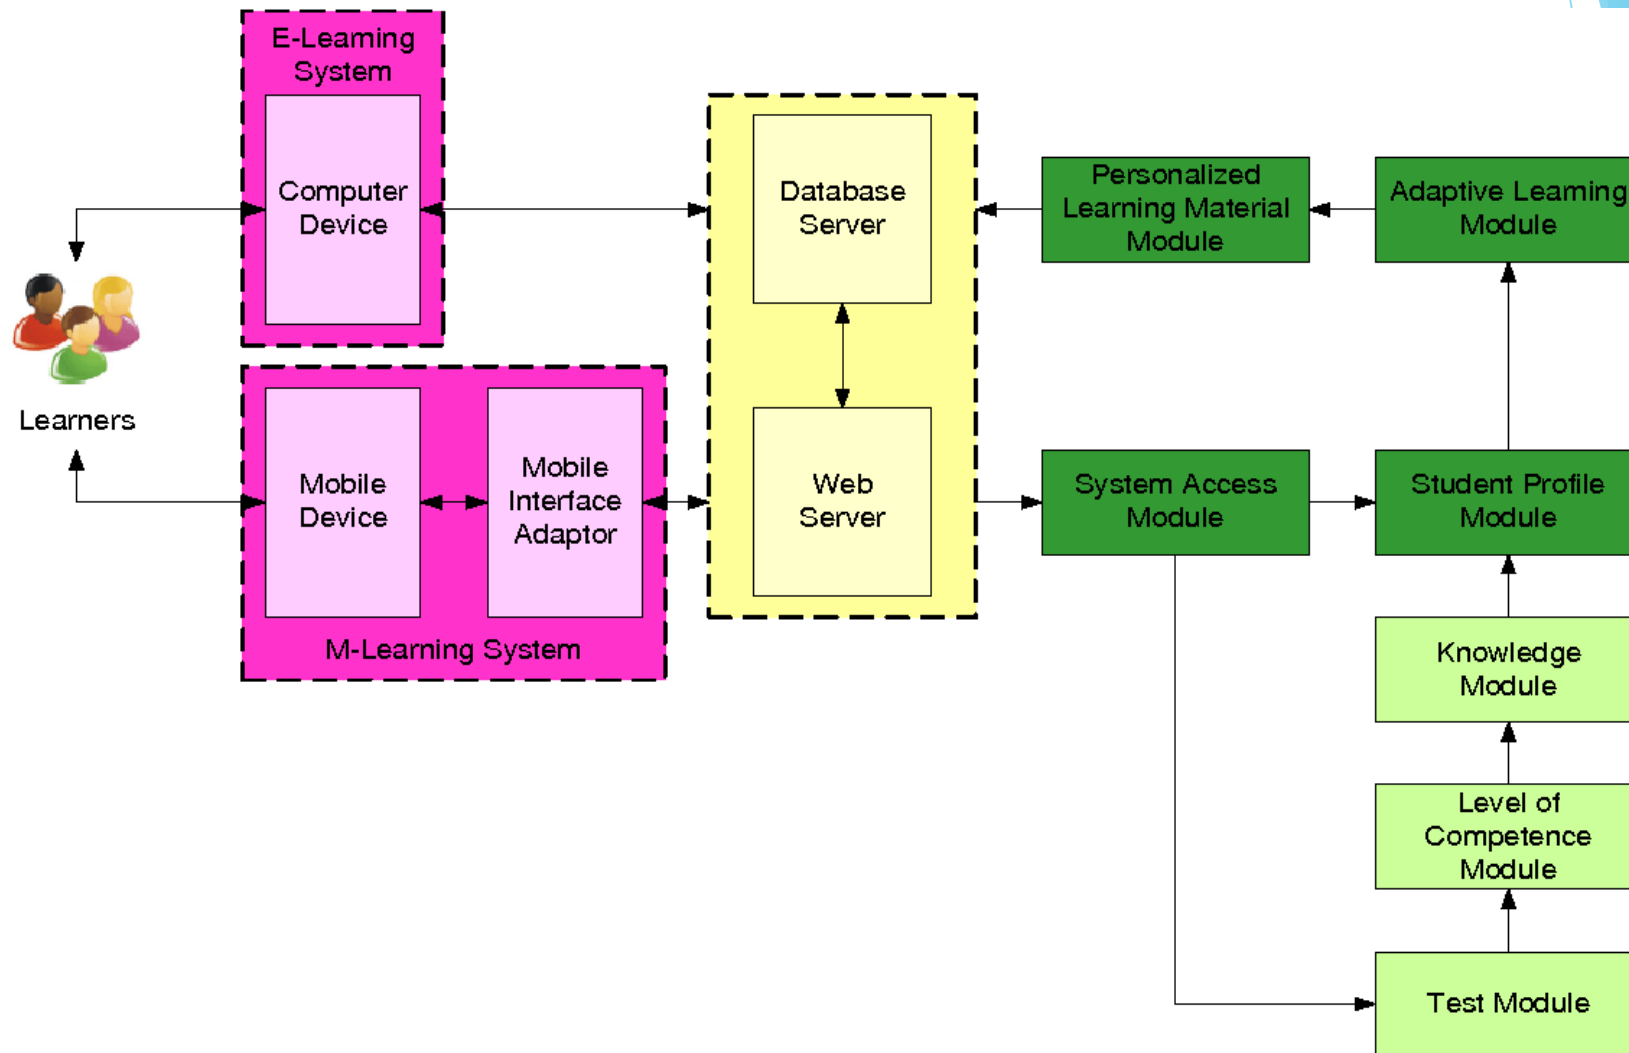 E-Learning
System
Computer
Device
Learners
Mobile
Device
Mobile
Interface
Adaptor
M-Learning System
Database
Server
Web
Server
Personalized
Learning Material
Module
Adaptive Learning
Module
System Access
Module
Student Profile
Module
Knowledge
Module
Level of
Competence
Module
Test Module